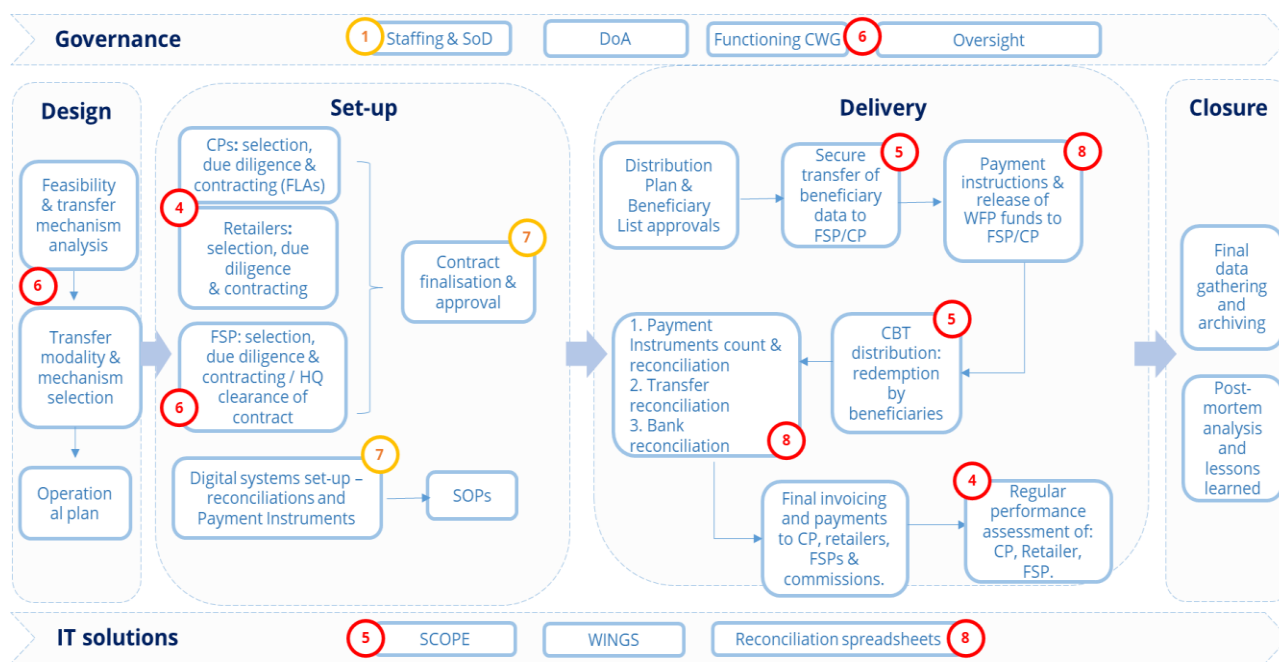 Governance
1
Staffing & SoD
DoA
Functioning CWG
6
Oversight
Design
Feasibility
& transfer
mechanism
analysis
6
Transfer
modality &
mechanism
selection
Operation
al plan
Set-up
CPs: selection,
due diligence &
contracting (FLAs)
4
Retailers:
selection, due
diligence
& contracting
FSP: selection,
due diligence &
contracting / HQ
clearance of
contract
6
7
Contract
finalisation &
approval
7
Digital systems set-up –
reconciliations and
Payment Instruments
SOPs
Delivery
Distribution
Plan &
Beneficiary
List approvals
5
Secure
transfer of
beneficiary
data to
FSP/CP
8
Payment
instructions &
release of
WFP funds to
FSP/CP
5
CBT
distribution:
redemption
by
beneficiaries
1. Payment
Instruments count &
reconciliation
2. Transfer
reconciliation
3. Bank
reconciliation
8
Final invoicing
and payments
to CP, retailers,
FSPs &
commissions.
4
Regular
performance
assessment of:
CP, Retailer,
FSP.
Closure
Final
data
gathering
and
archiving
Post-
mortem
analysis
and
lessons
learned
IT solutions
5
SCOPE
WINGS
Reconciliation spreadsheets
8